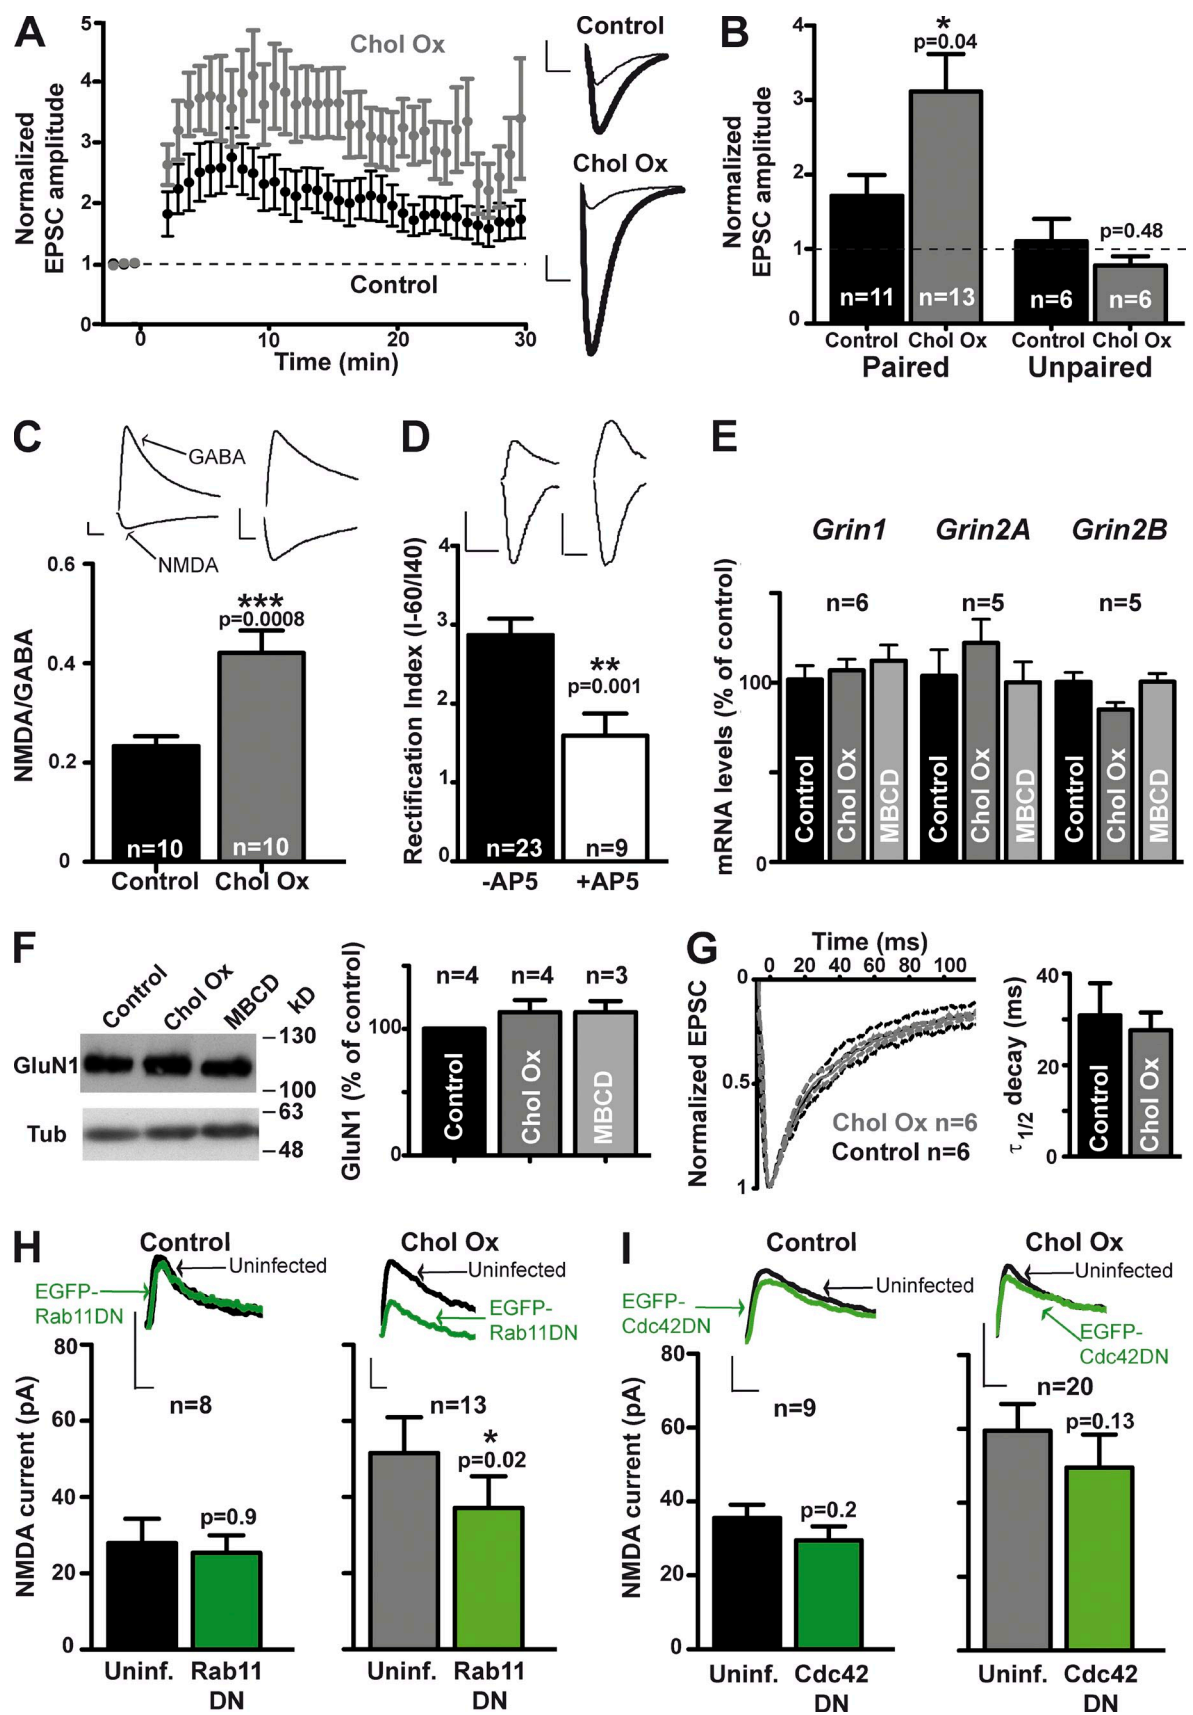 A
Normalized
EPSC amplitude
5
4
3
2
1
0
Chol Ox
Control
0
10
20
30
Time (min)
Control
Chol Ox
B
Normalized
EPSC amplitude
4
3
2
1
0
*
p=0.04
p=0.48
n=11
n=13
n=6
n=6
Control Chol Ox
Control Chol Ox
Paired
Unpaired
C
GABA
NMDA
NMDA/GABA
0.6
0.4
0.2
0
***
p=0.0008
n=10
n=10
Control Chol Ox
D
Rectification Index (I-60/I40)
4
3
2
1
0
**
p=0.001
n=23
n=9
-AP5
+AP5
E
Grin1
Grin2A
Grin2B
n=6
n=5
n=5
mRNA levels (% of control)
100
0
Control
Chol Ox
MBCD
Control
Chol Ox
MBCD
Control
Chol Ox
MBCD
F
Control
Chol Ox
MBCD
kD
GluN1
Tub
–130
–100
–63
–48
GluN1 (% of control)
100
0
n=4
n=4
n=3
Control
Chol Ox
MBCD
G
Time (ms)
0
20
40
60
80
100
Normalized EPSC
0
0.5
1
Chol Ox n=6
Control n=6
τ1/2 decay (ms)
40
20
0
Control
Chol Ox
H
Control
Uninfected
EGFP-
Rab11DN
NMDA current (pA)
80
60
40
20
0
n=8
p=0.9
Uninf.
Rab11
DN
Chol Ox
Uninfected
EGFP-
Rab11DN
n=13
*
p=0.02
Uninf.
Rab11
DN
I
Control
Uninfected
EGFP-
Cdc42DN
NMDA current (pA)
80
60
40
20
0
n=9
p=0.2
Uninf.
Cdc42
DN
Chol Ox
Uninfected
EGFP-
Cdc42DN
n=20
p=0.13
Uninf.
Cdc42
DN